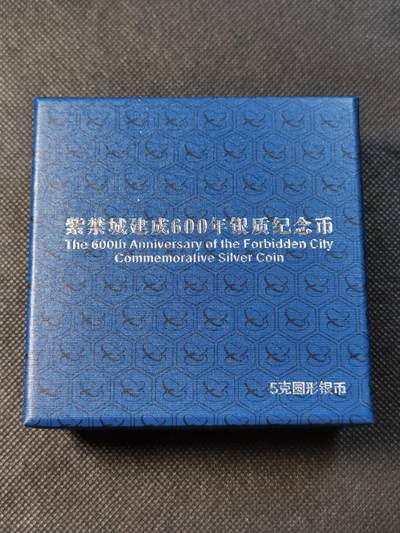 紫禁城建成600年银质纪念币
The 600th Anniversary of the Forbidden City
Commemorative Silver Coin
5克圆形银币